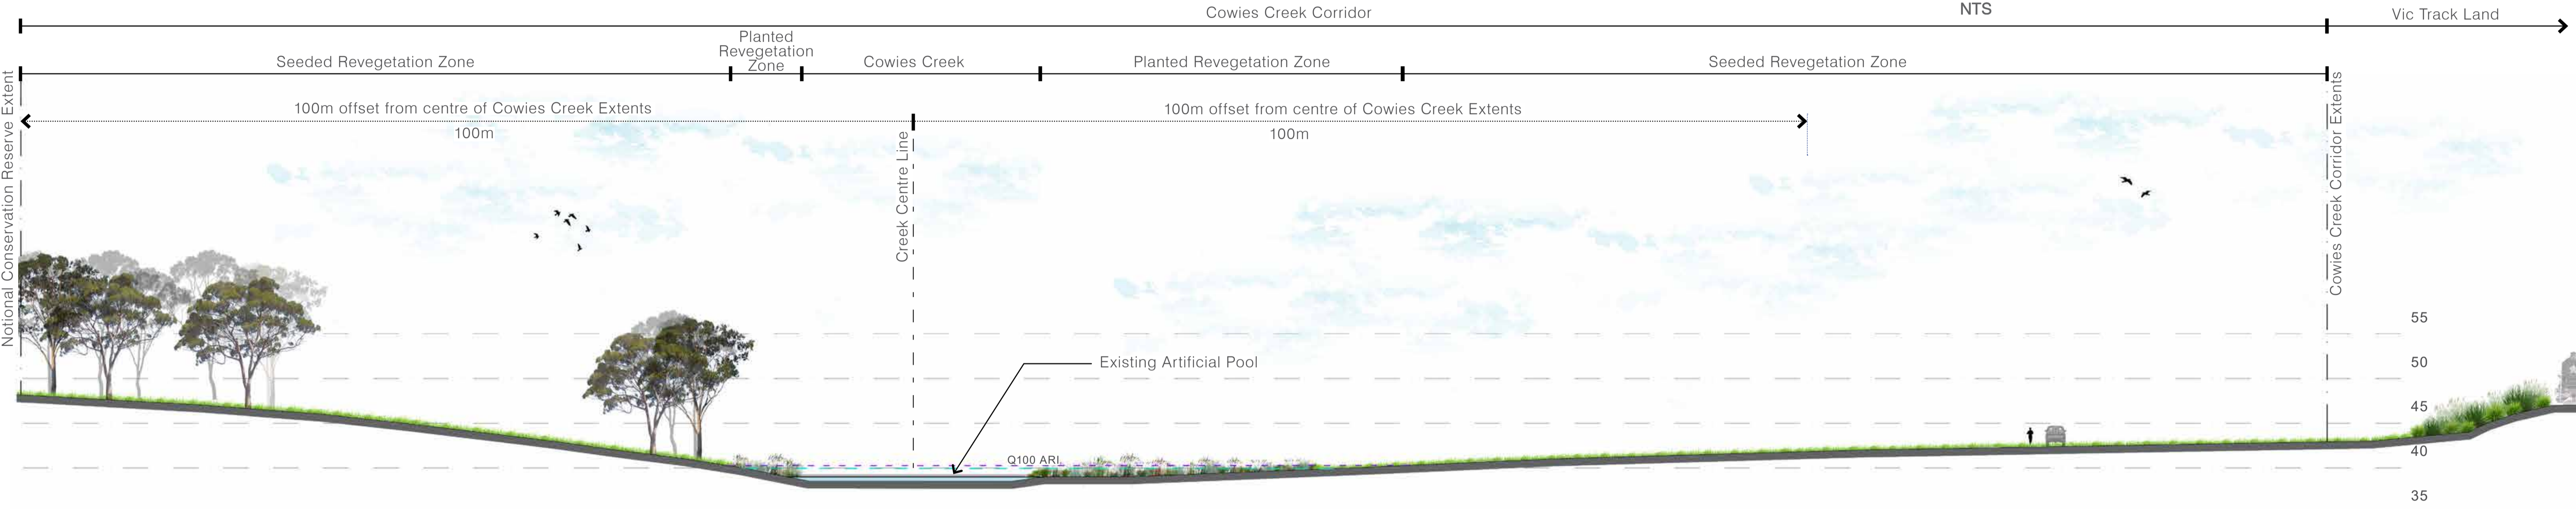 Cowies Creek Corridor
NTS
Vic Track Land
Seeded Revegetation Zone
Planted
Revegetation
Zone
Cowies Creek
Planted Revegetation Zone
Seeded Revegetation Zone
Notional Conservation Reserve Extent
100m offset from centre of Cowies Creek Extents
100m
Creek Centre Line
100m offset from centre of Cowies Creek Extents
100m
Cowies Creek Corridor Extents
Existing Artificial Pool
Q100 ARI
55
50
45
40
35